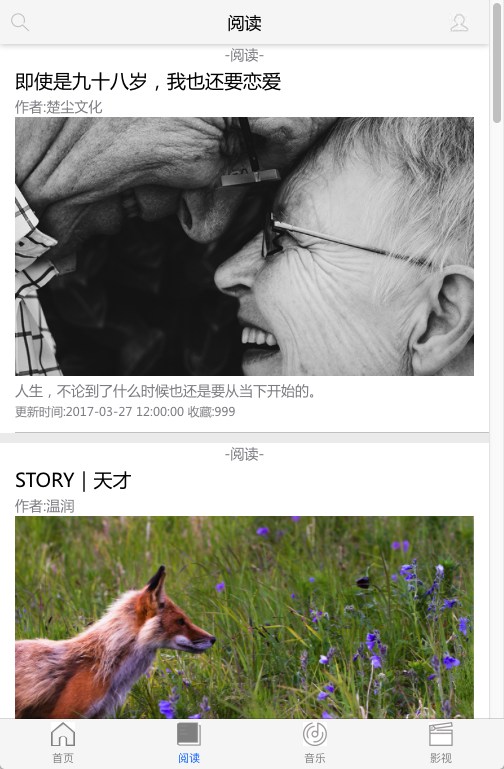 阅读
-阅读-
即使是九十八岁，我也还要恋爱
作者:楚尘文化
人生，不论到了什么时候也还是要从当下开始的。
更新时间:2017-03-27 12:00:00 收藏:999
-阅读-
STORY｜天才
作者:温润
首页
阅读
音乐
影视